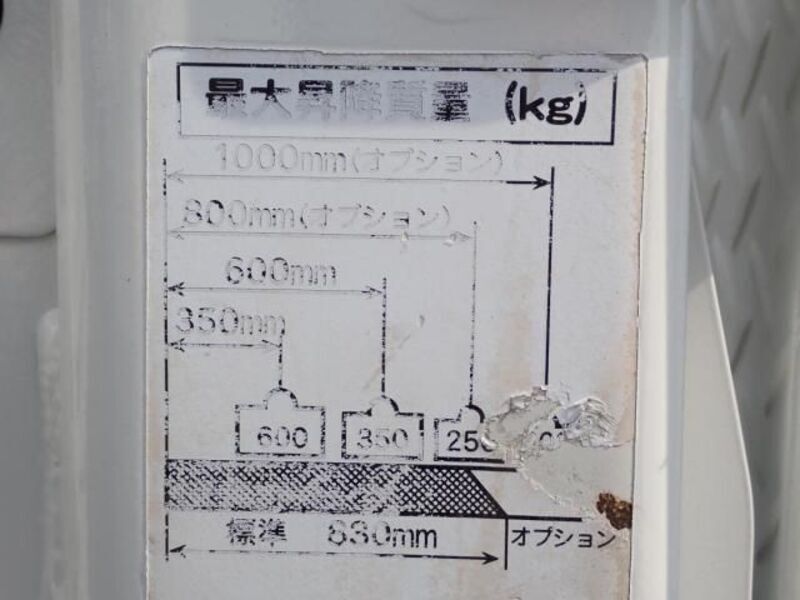 最大昇降質量 (kg)
1000mm(オプション)
800mm(オプション)
600mm
350mm
600 350 250
標準 830mm オプション